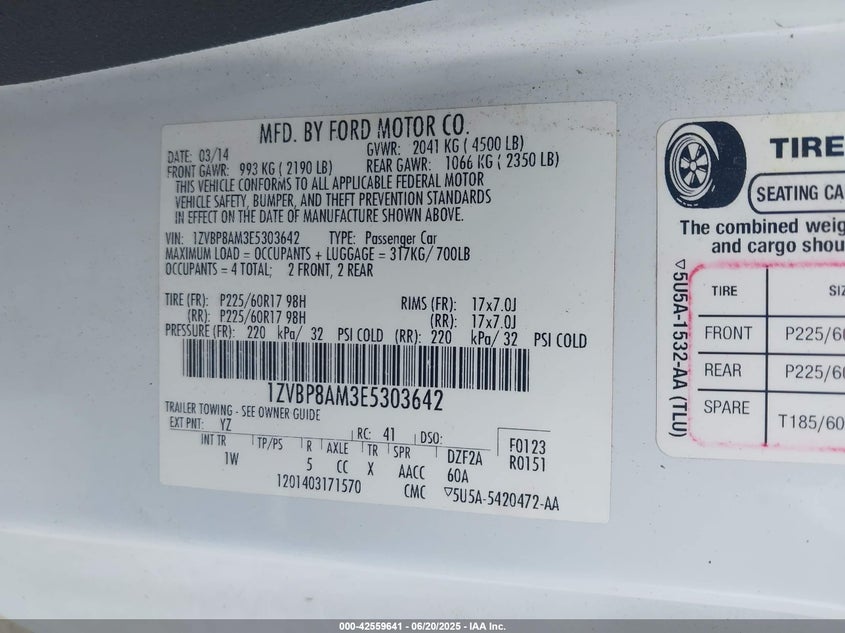 MFD. BY FORD MOTOR CO.
DATE: 03/14 GVWR: 2041 KG ( 4500 LB)
FRONT GAWR: 993 KG ( 2190 LB) REAR GAWR: 1066 KG ( 2350 LB)
THIS VEHICLE CONFORMS TO ALL APPLICABLE FEDERAL MOTOR
VEHICLE SAFETY, BUMPER, AND THEFT PREVENTION STANDARDS
IN EFFECT ON THE DATE OF MANUFACTURE SHOWN ABOVE.
VIN: 1ZVBP8AM3E5303642 TYPE: Passenger Car
MAXIMUM LOAD = OCCUPANTS + LUGGAGE = 317KG/ 700LB
OCCUPANTS = 4 TOTAL; 2 FRONT, 2 REAR
TIRE (FR): P225/60R17 98H RIMS (FR): 17x7.0J
(RR): P225/60R17 98H (RR): 17x7.0J
PRESSURE (FR): 220 kPa/ 32 PSI COLD (RR): 220 kPa/ 32 PSI COLD
1ZVBP8AM3E5303642
TRAILER TOWING - SEE OWNER GUIDE
EXT PNT: YZ RC: 41 DSO: F0123
INT TR TP/PS R AXLE TR SPR DZF2A R0151
1W 5 CC X AACC 60A
1201403171570 CMC ▽5U5A-5420472-AA
TIRE
SEATING CA
The combined weig
and cargo shou
▽5U5A-1532-AA (TLU)
TIRE SIZ
FRONT P225/60
REAR P225/60
SPARE T185/60
000-42559641 / 06/20/2025 - IAA Inc.